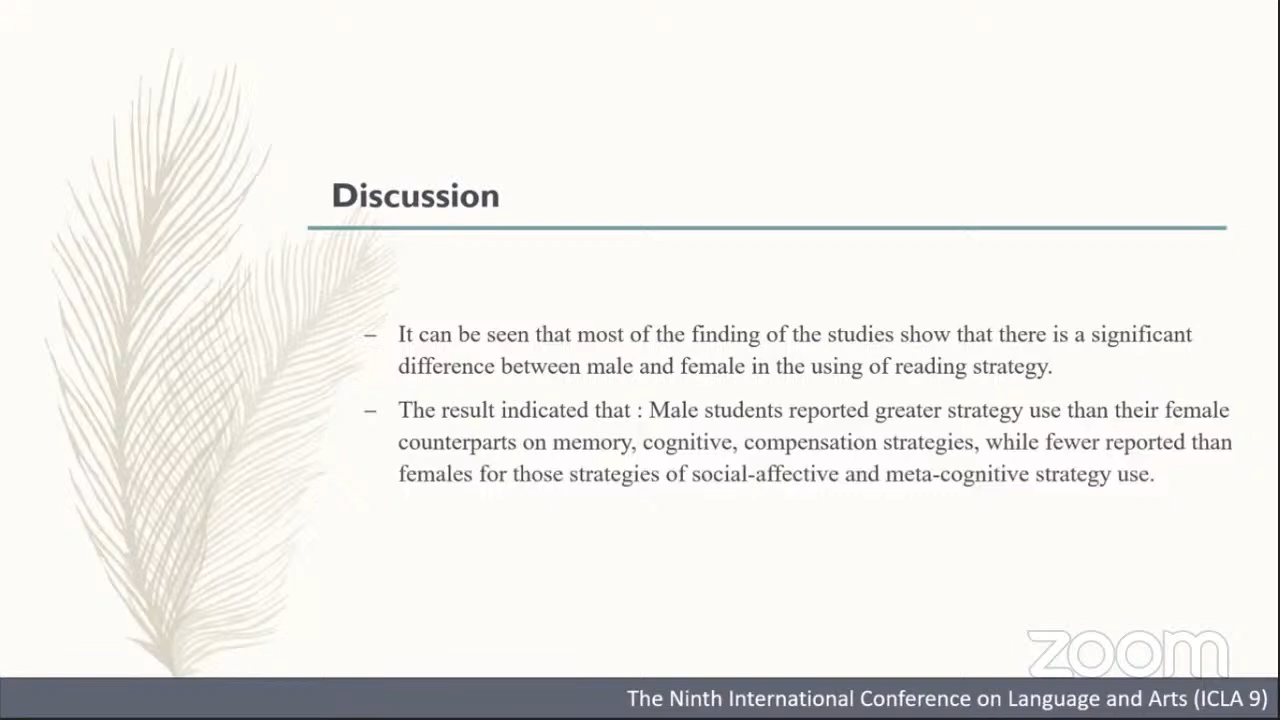 Discussion
– It can be seen that most of the finding of the studies show that there is a significant
difference between male and female in the using of reading strategy.
– The result indicated that : Male students reported greater strategy use than their female
counterparts on memory, cognitive, compensation strategies, while fewer reported than
females for those strategies of social-affective and meta-cognitive strategy use.
zoom
The Ninth International Conference on Language and Arts (ICLA 9)